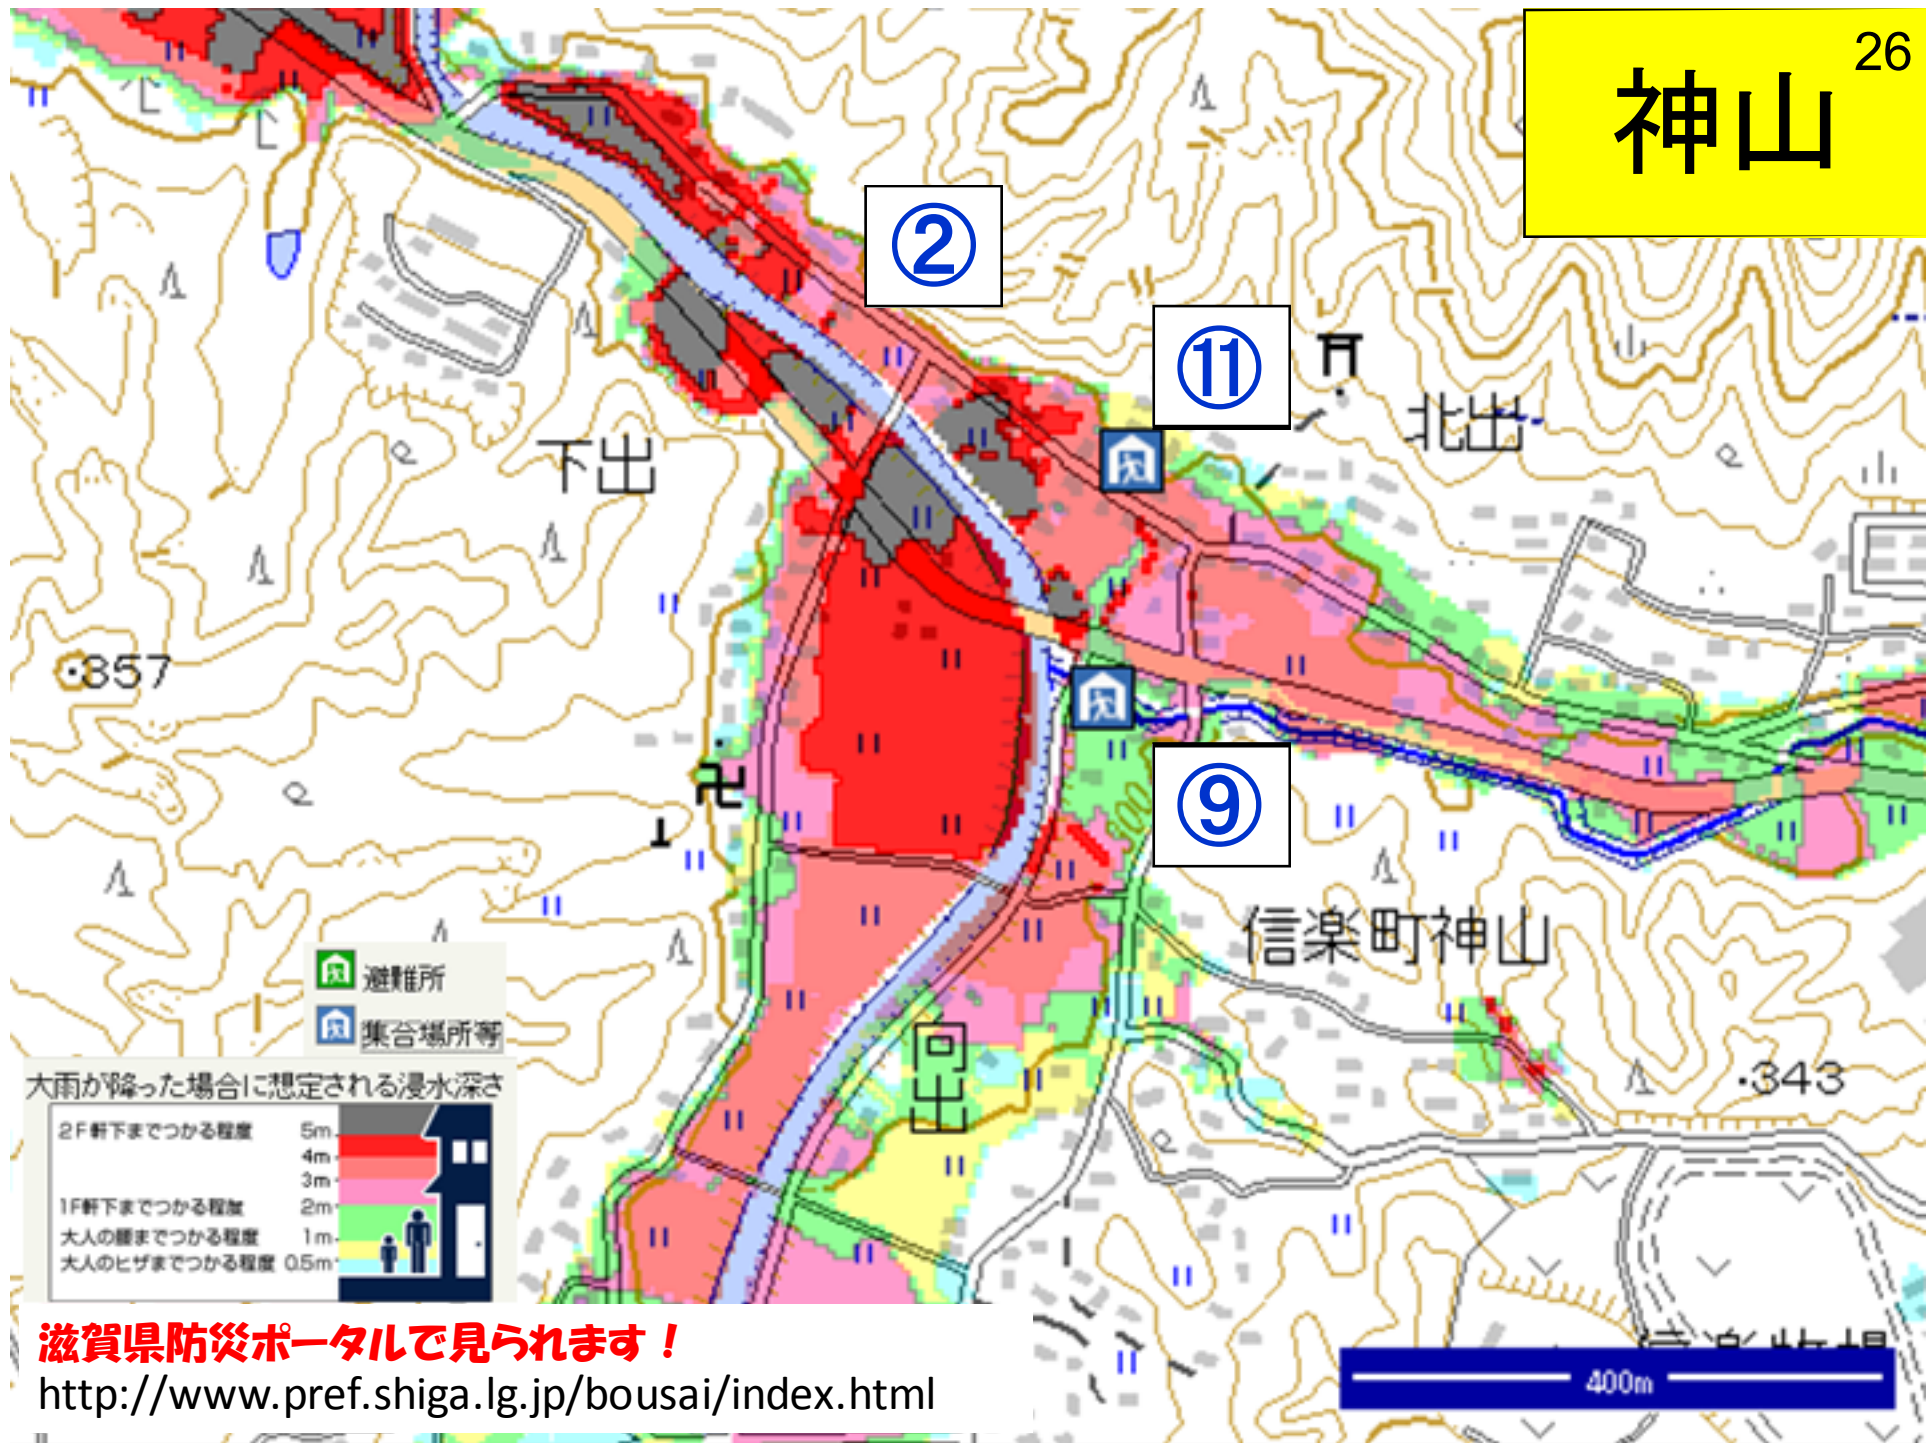 26
神山
②
⑪
北出
下出
・357
⑨
信楽町神山
避難所
集合場所等
回出
・343
大雨が降った場合に想定される浸水深さ
2F軒下までつかる程度 5m
4m
3m
1F軒下までつかる程度 2m
大人の腰までつかる程度 1m
大人のヒザまでつかる程度 0.5m
滋賀県防災ポータルで見られます！
http://www.pref.shiga.lg.jp/bousai/index.html
400m